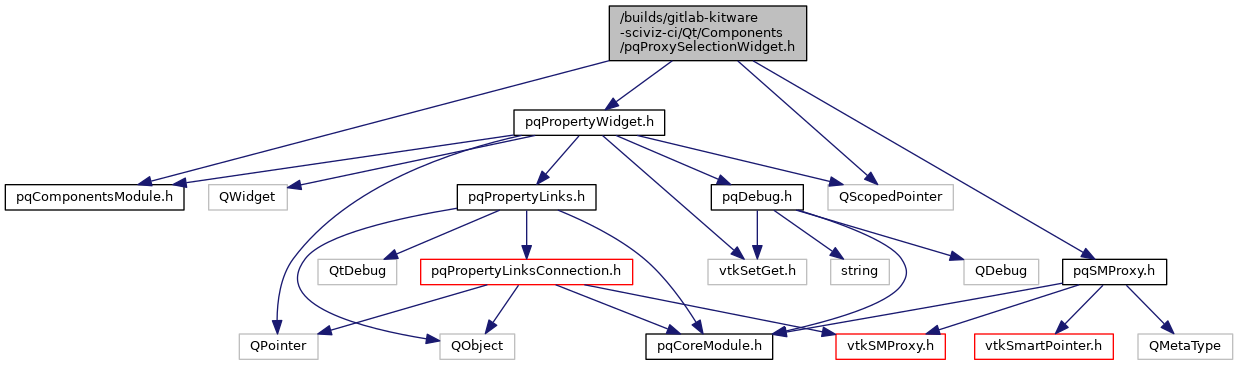 /builds/gitlab-kitware
-sciviz-ci/Qt/Components
/pqProxySelectionWidget.h
pqPropertyWidget.h
pqComponentsModule.h
QWidget
pqPropertyLinks.h
pqDebug.h
QScopedPointer
QtDebug
pqPropertyLinksConnection.h
vtkSetGet.h
string
QDebug
pqSMProxy.h
QPointer
QObject
pqCoreModule.h
vtkSMProxy.h
vtkSmartPointer.h
QMetaType